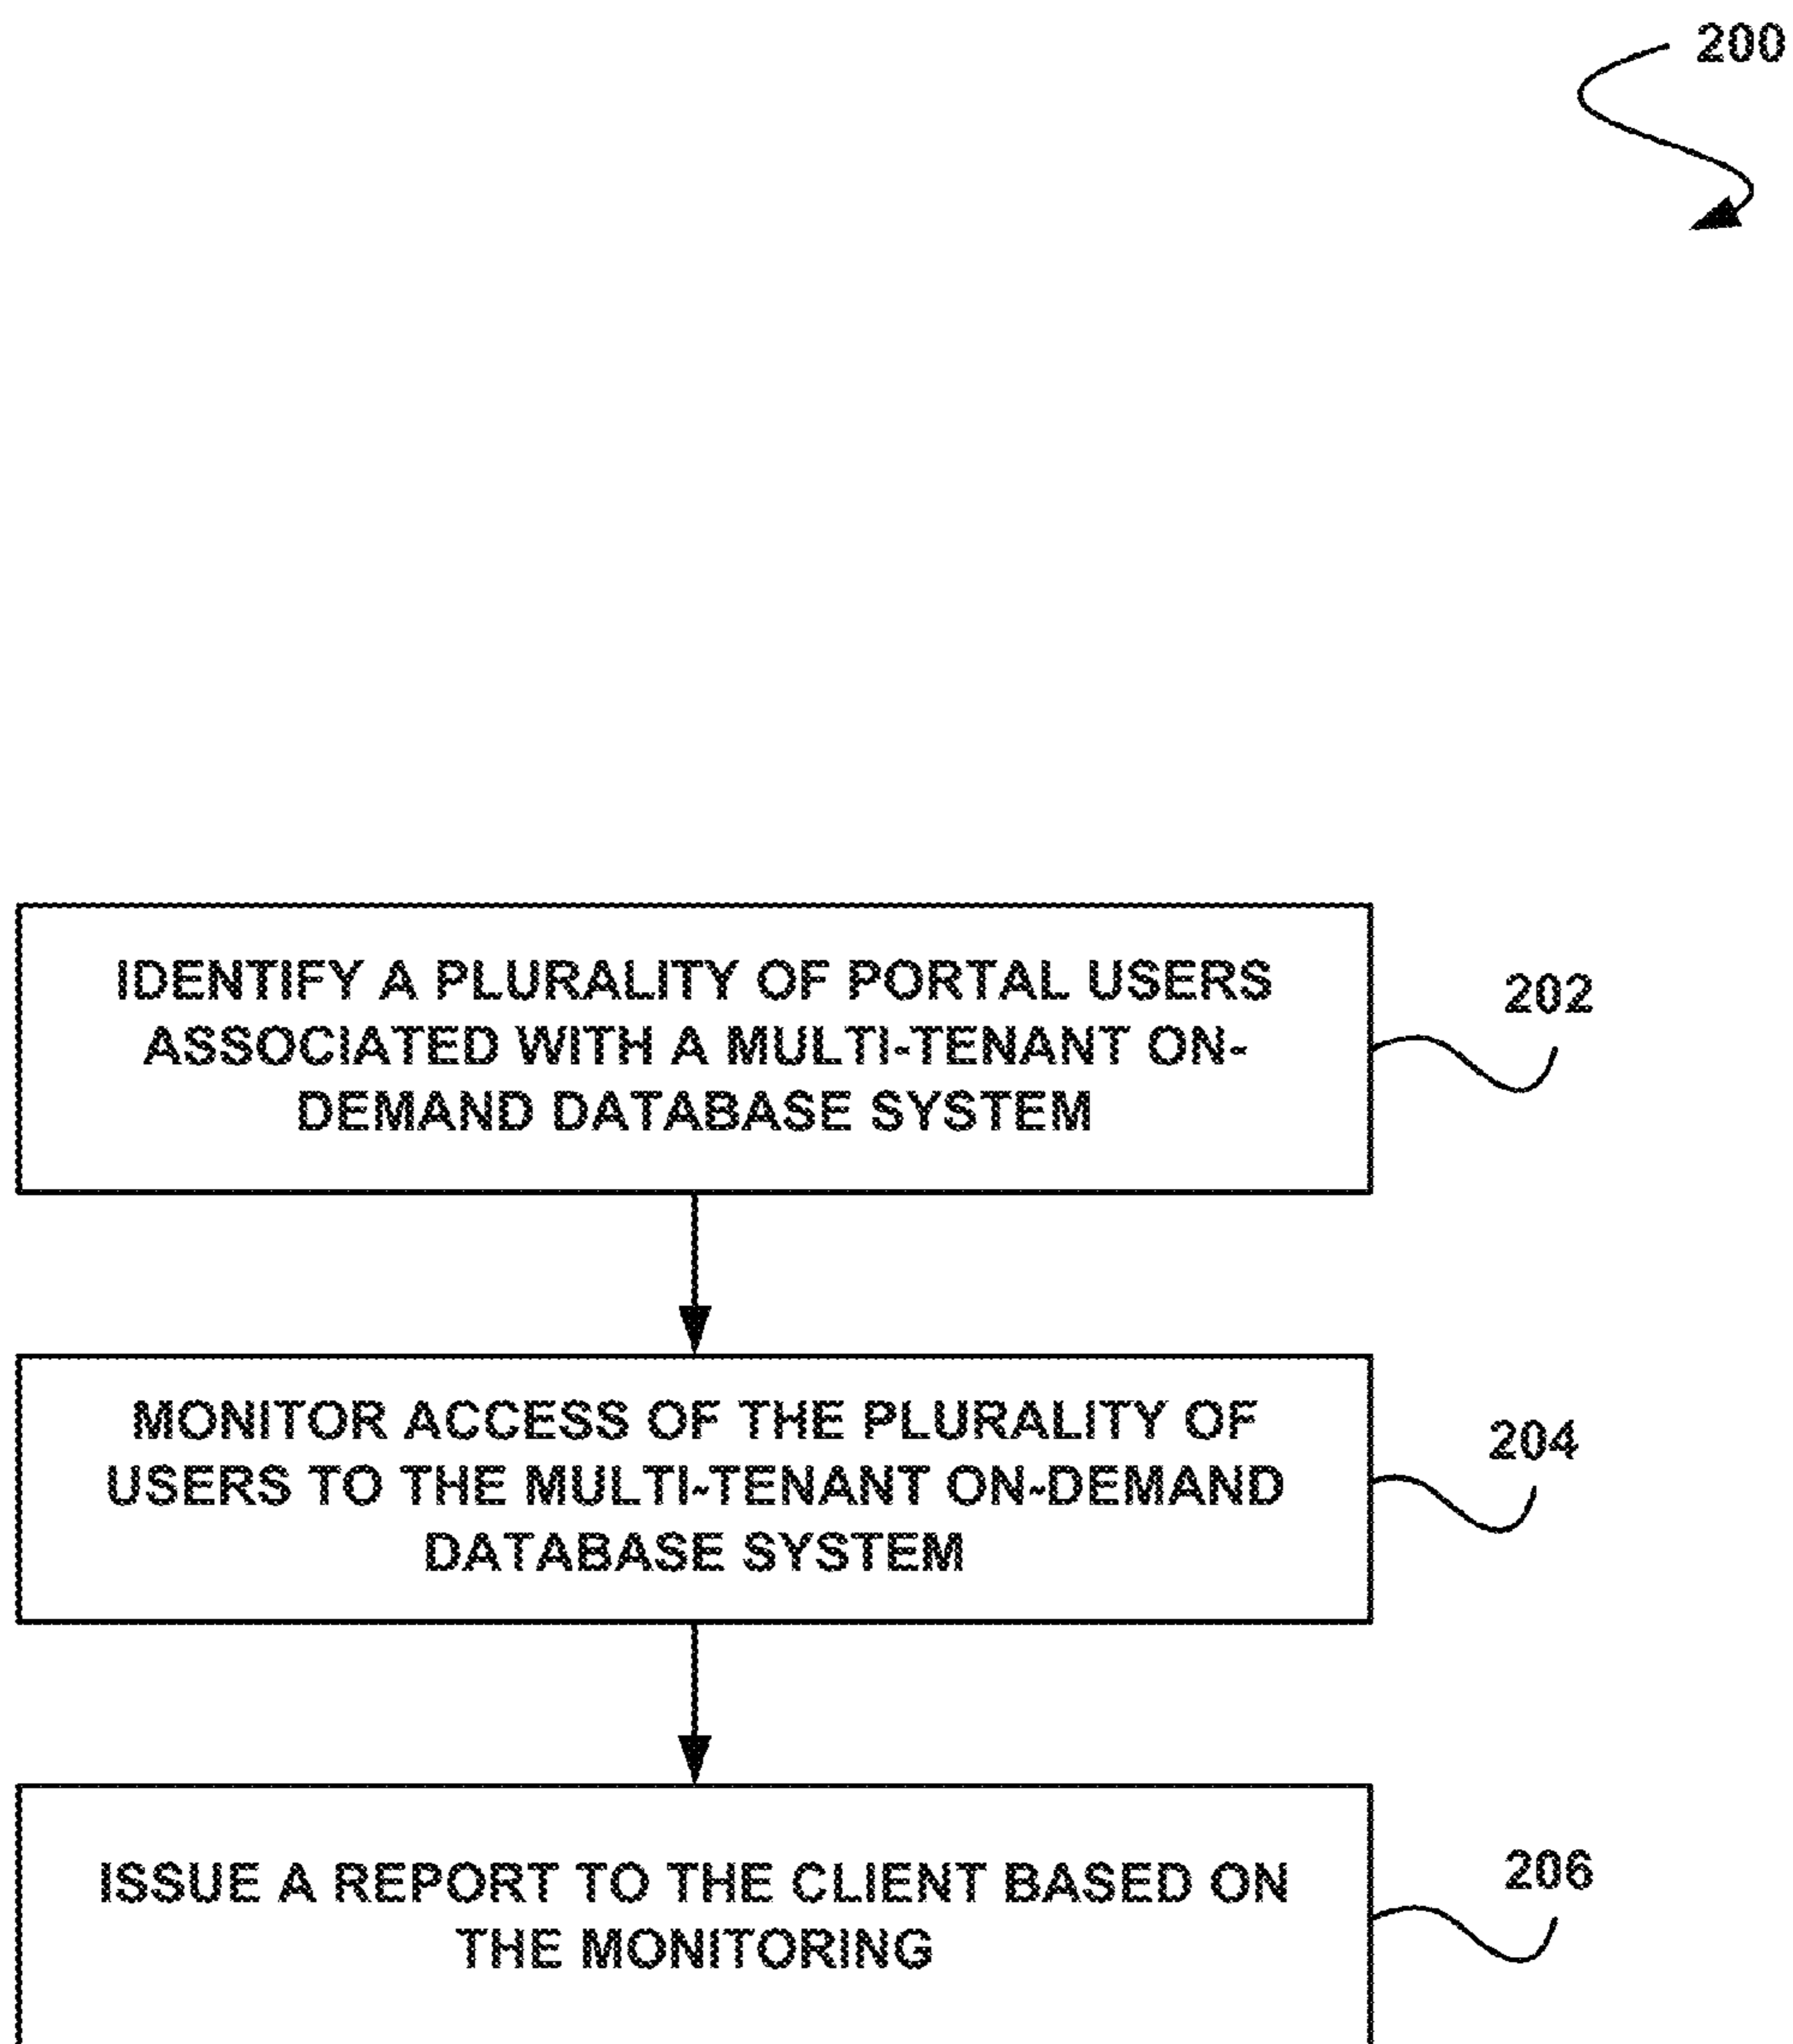 200
IDENTIFY A PLURALITY OF PORTAL USERS
ASSOCIATED WITH A MULTI-TENANT ON-
DEMAND DATABASE SYSTEM
202
MONITOR ACCESS OF THE PLURALITY OF
USERS TO THE MULTI-TENANT ON-DEMAND
DATABASE SYSTEM
204
ISSUE A REPORT TO THE CLIENT BASED ON
THE MONITORING
206